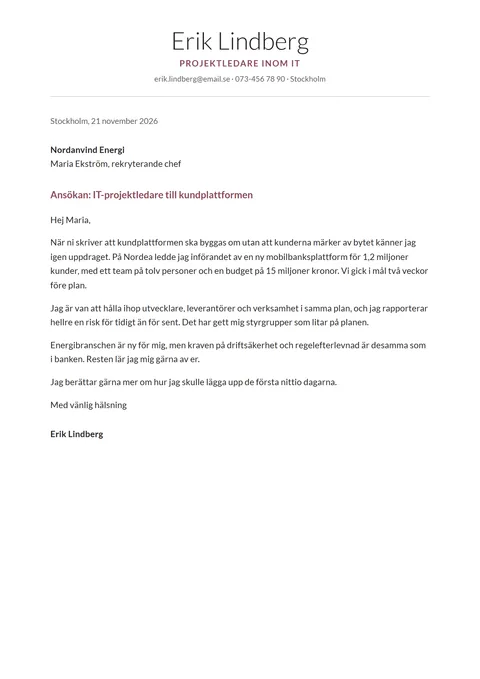 Erik Lindberg
PROJEKTLEDARE INOM IT
erik.lindberg@email.se · 073-456 78 90 · Stockholm
Stockholm, 21 november 2026
Nordanvind Energi
Maria Ekström, rekryterande chef
Ansökan: IT-projektledare till kundplattformen
Hej Maria,
När ni skriver att kundplattformen ska byggas om utan att kunderna märker av bytet känner jag
igen uppdraget. På Nordea ledde jag införandet av en ny mobilbanksplattform för 1,2 miljoner
kunder, med ett team på tolv personer och en budget på 15 miljoner kronor. Vi gick i mål två veckor
före plan.
Jag är van att hålla ihop utvecklare, leverantörer och verksamhet i samma plan, och jag rapporterar
hellre en risk för tidigt än för sent. Det har gett mig styrgrupper som litar på planen.
Energibranschen är ny för mig, men kraven på driftsäkerhet och regelefterlevnad är desamma som
i banken. Resten lär jag mig gärna av er.
Jag berättar gärna mer om hur jag skulle lägga upp de första nittio dagarna.
Med vänlig hälsning
Erik Lindberg